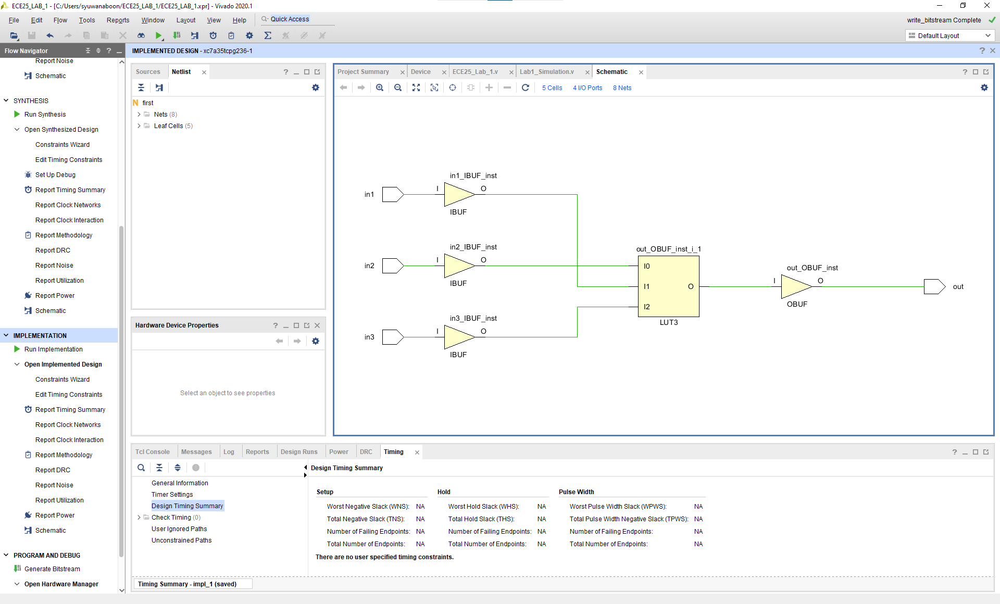 ECE25_LAB_1 - [C:/Users/syuwanaboon/ECE25_LAB_1/ECE25_LAB_1.xpr] - Vivado 2020.1
File Edit Flow Tools Reports Window Layout View Help Quick Access
write_bitstream Complete
Default Layout
Flow Navigator
Report Noise
Schematic
SYNTHESIS
Run Synthesis
Open Synthesized Design
Constraints Wizard
Edit Timing Constraints
Set Up Debug
Report Timing Summary
Report Clock Networks
Report Clock Interaction
Report Methodology
Report DRC
Report Noise
Report Utilization
Report Power
Schematic
IMPLEMENTATION
Run Implementation
Open Implemented Design
Constraints Wizard
Edit Timing Constraints
Report Timing Summary
Report Clock Networks
Report Clock Interaction
Report Methodology
Report DRC
Report Noise
Report Utilization
Report Power
Schematic
PROGRAM AND DEBUG
Generate Bitstream
Open Hardware Manager
IMPLEMENTED DESIGN - xc7a35tcpg236-1
Sources Netlist
N first
Nets (8)
Leaf Cells (5)
Hardware Device Properties
Select an object to see properties
Project Summary Device ECE25_Lab_1.v Lab1_Simulation.v Schematic
5 Cells 4 I/O Ports 8 Nets
in1_IBUF_inst
in1 I O
IBUF
in2_IBUF_inst
in2 I O
IBUF
in3_IBUF_inst
in3 I O
IBUF
out_OBUF_inst_i_1
I0
I1 O
I2
LUT3
out_OBUF_inst
I O
out
OBUF
Tcl Console Messages Log Reports Design Runs Power DRC Timing
General Information
Timer Settings
Design Timing Summary
Check Timing (0)
User Ignored Paths
Unconstrained Paths
Design Timing Summary
Setup Hold Pulse Width
Worst Negative Slack (WNS): NA Worst Hold Slack (WHS): NA Worst Pulse Width Slack (WPWS): NA
Total Negative Slack (TNS): NA Total Hold Slack (THS): NA Total Pulse Width Negative Slack (TPWS): NA
Number of Failing Endpoints: NA Number of Failing Endpoints: NA Number of Failing Endpoints: NA
Total Number of Endpoints: NA Total Number of Endpoints: NA Total Number of Endpoints: NA
There are no user specified timing constraints.
Timing Summary - impl_1 (saved)